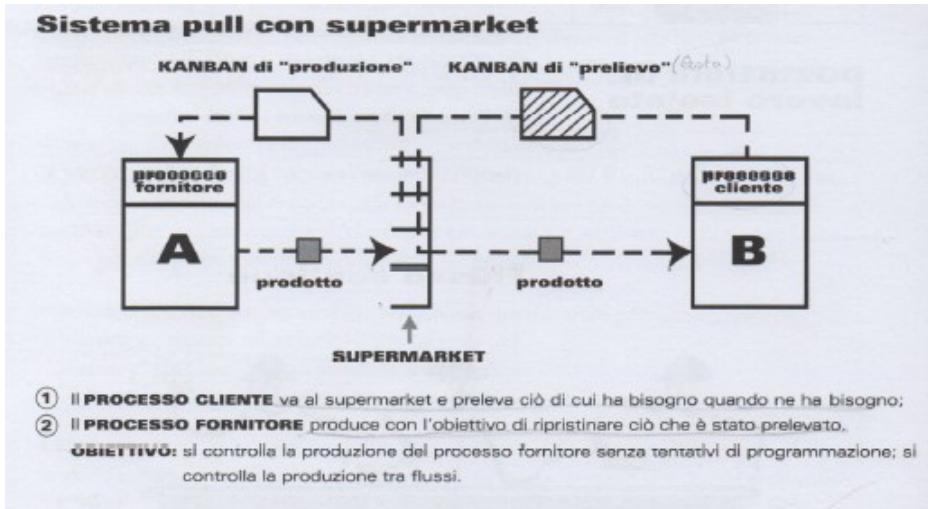 Sistema pull con supermarket
KANBAN di "produzione"
KANBAN di "prelievo"
processo
fornitore
processo
cliente
A
B
prodotto
prodotto
SUPERMARKET
1 Il PROCESSO CLIENTE va al supermarket e preleva ciò di cui ha bisogno quando ne ha bisogno;
2 Il PROCESSO FORNITORE produce con l'obiettivo di ripristinare ciò che è stato prelevato.
OBIETTIVO: si controlla la produzione del processo fornitore senza tentativi di programmazione; si
controlla la produzione tra flussi.